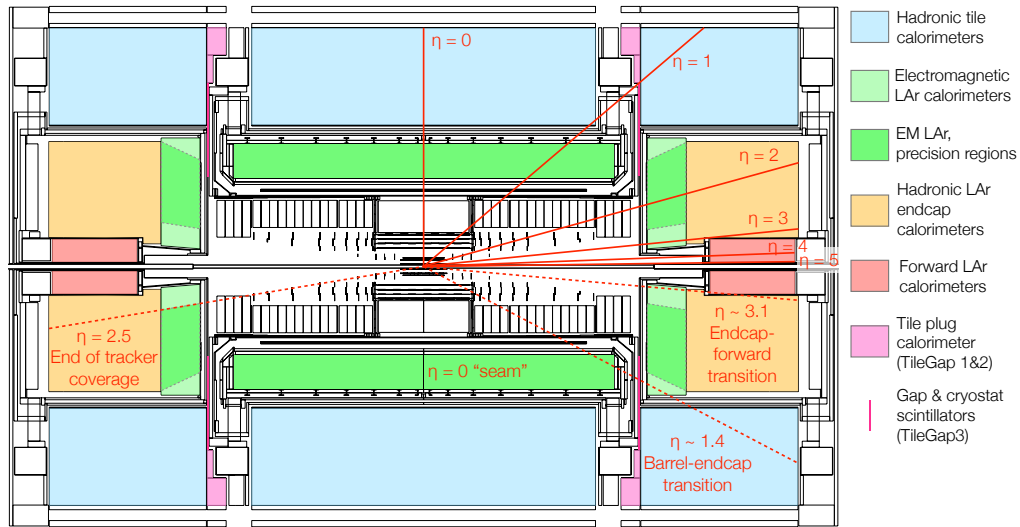 η = 0
η = 1
η = 2
η = 3
η = 4
η = 5
η = 2.5
End of tracker
coverage
η = 0 “seam”
η ~ 3.1
Endcap-
forward
transition
η ~ 1.4
Barrel-endcap
transition
Hadronic tile
calorimeters
Electromagnetic
LAr calorimeters
EM LAr,
precision regions
Hadronic LAr
endcap
calorimeters
Forward LAr
calorimeters
Tile plug
calorimeter
(TileGap 1&2)
Gap & cryostat
scintillators
(TileGap3)